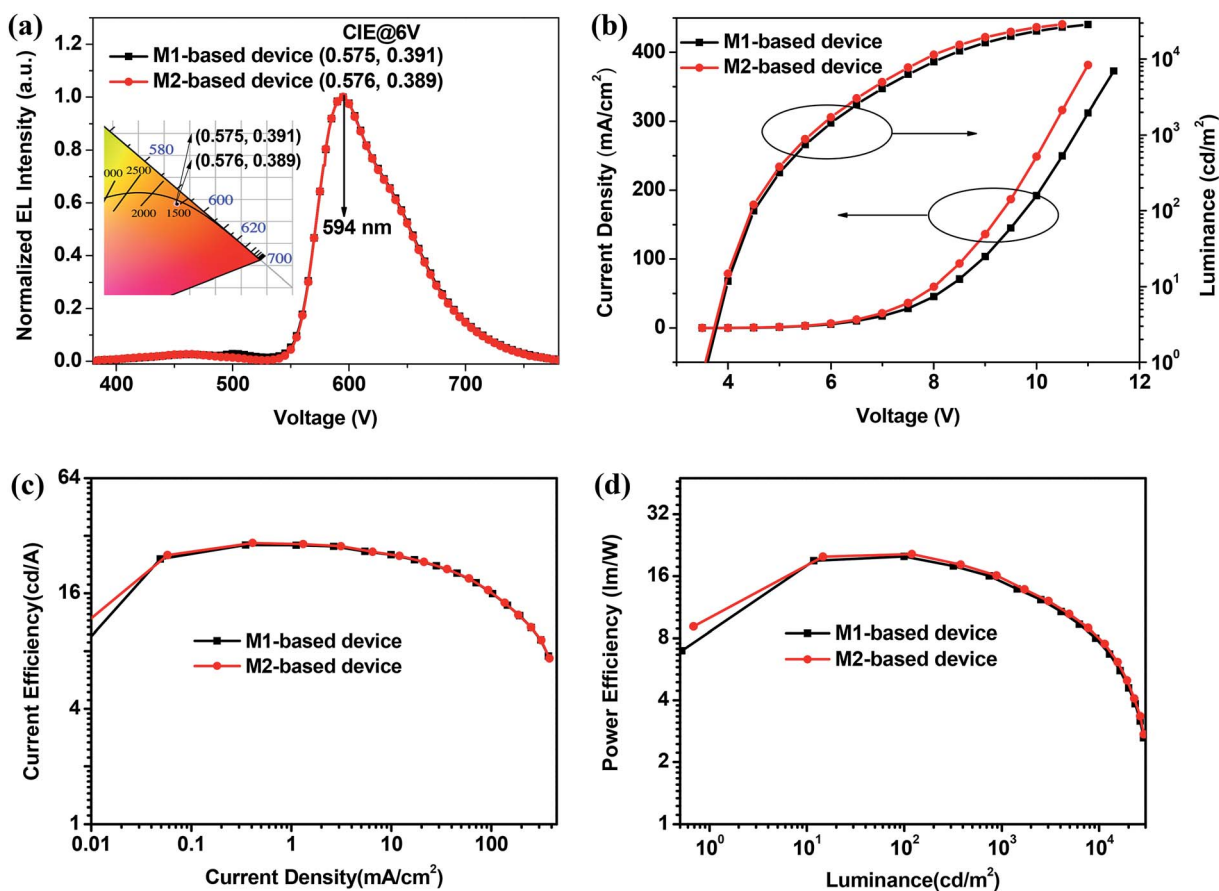 (a)
CIE@6V
M1-based device (0.575, 0.391)
M2-based device (0.576, 0.389)
1.2
1.0
0.8
0.6
0.4
0.2
0.0
Normalized EL Intensity (a.u.)
(0.575, 0.391)
(0.576, 0.389)
580
000
2500
2000
1500
600
620
700
594 nm
400
500
600
700
Voltage (V)
(b)
M1-based device
M2-based device
400
300
200
100
0
Current Density (mA/cm²)
10⁴
10³
10²
10¹
10⁰
Luminance (cd/m²)
4
6
8
10
12
Voltage (V)
(c)
64
16
4
1
Current Efficiency(cd/A)
M1-based device
M2-based device
0.01
0.1
1
10
100
Current Density(mA/cm²)
(d)
32
16
8
4
2
1
Power Efficiency (lm/W)
M1-based device
M2-based device
10⁰
10¹
10²
10³
10⁴
Luminance(cd/m²)